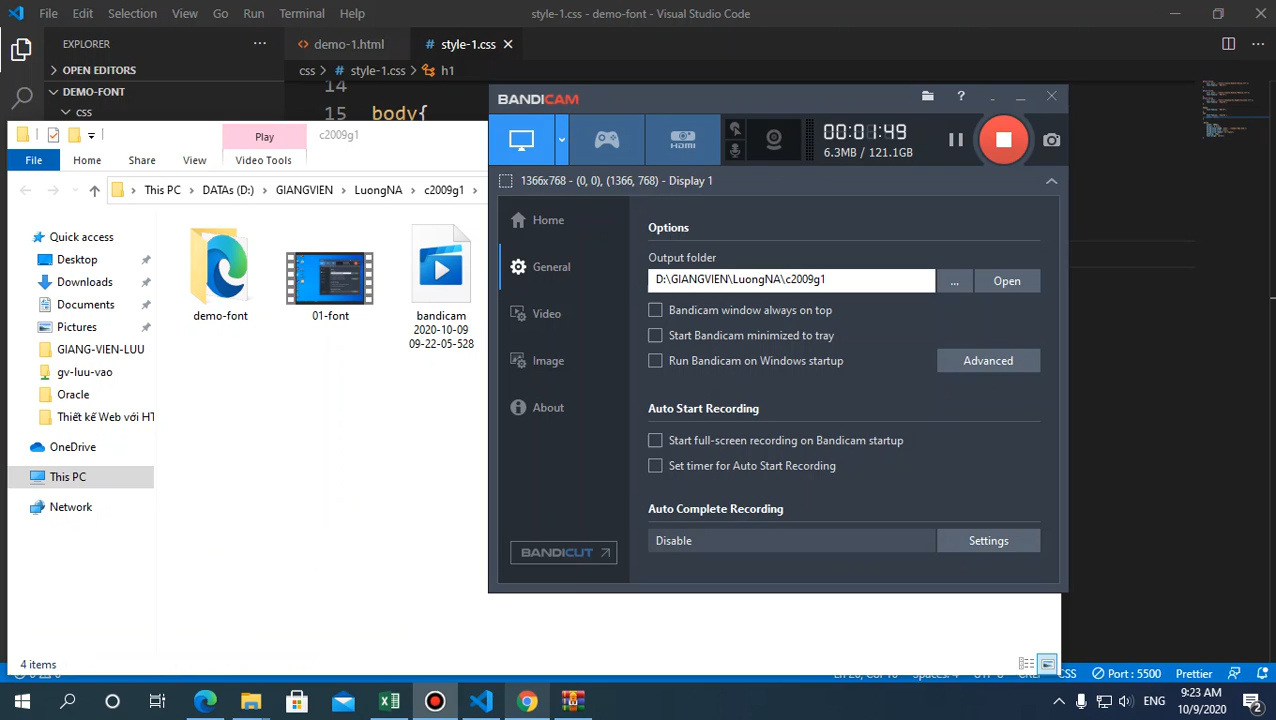 File Edit Selection View Go Run Terminal Help style-1.css - demo-font - Visual Studio Code
EXPLORER ··· <> demo-1.html # style-1.css
OPEN EDITORS css > # style-1.css > h1
DEMO-FONT 14
css 15 body{
BANDICAM
Play c2009g1
File Home Share View Video Tools
HDMI
00:01:49
6.3MB / 121.1GB
1366x768 - (0, 0), (1366, 768) - Display 1
This PC > DATAs (D:) > GIANGVIEN > LuongNA > c2009g1 >
Quick access
Desktop
Downloads
Documents
Pictures
GIANG-VIEN-LUU
gv-luu-vao
Oracle
Thiết kế Web với HT
OneDrive
This PC
Network
demo-font
01-font
bandicam
2020-10-09
09-22-05-528
4 items
Home
General
Video
Image
About
BANDICUT
Options
Output folder
D:\GIANGVIEN\LuongNA\c2009g1 ... Open
Bandicam window always on top
Start Bandicam minimized to tray
Run Bandicam on Windows startup Advanced
Auto Start Recording
Start full-screen recording on Bandicam startup
Set timer for Auto Start Recording
Auto Complete Recording
Disable Settings
CSS Port : 5500 Prettier
ENG
9:23 AM
10/9/2020
2